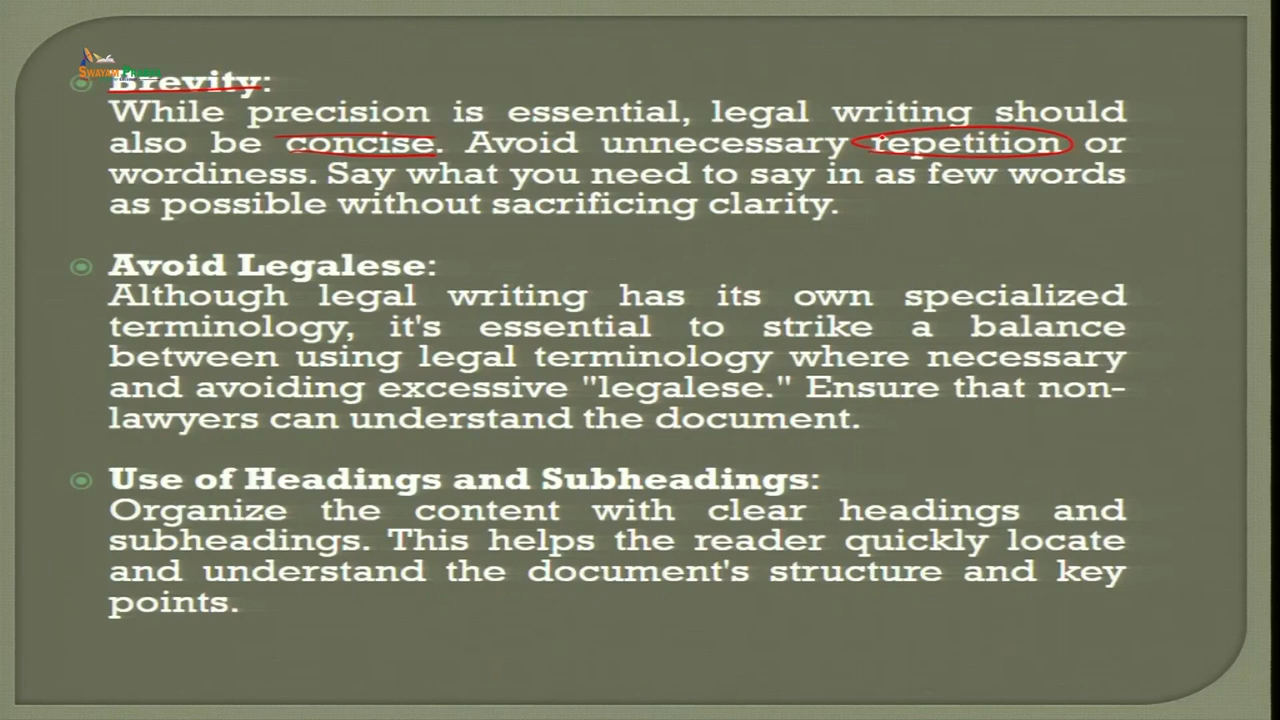 Brevity:
While precision is essential, legal writing should
also be concise. Avoid unnecessary repetition or
wordiness. Say what you need to say in as few words
as possible without sacrificing clarity.
Avoid Legalese:
Although legal writing has its own specialized
terminology, it's essential to strike a balance
between using legal terminology where necessary
and avoiding excessive "legalese." Ensure that non-
lawyers can understand the document.
Use of Headings and Subheadings:
Organize the content with clear headings and
subheadings. This helps the reader quickly locate
and understand the document's structure and key
points.